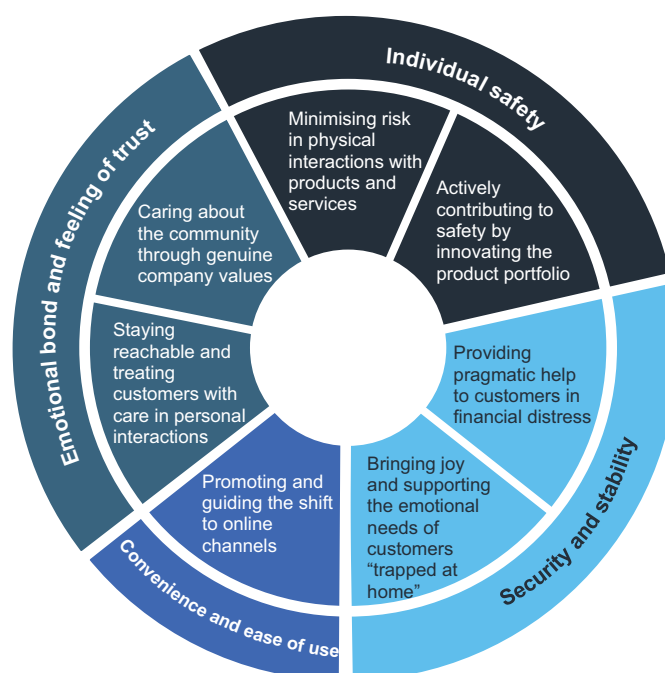 Individual safety
Minimising risk
in physical
interactions with
products and
services
Actively
contributing to
safety by
innovating the
product portfolio
Security and stability
Providing
pragmatic help
to customers in
financial distress
Bringing joy
and supporting
the emotional
needs of
customers
“trapped at
home”
Convenience and ease of use
Promoting and
guiding the shift
to online
channels
Emotional bond and feeling of trust
Staying
reachable and
treating
customers with
care in personal
interactions
Caring about
the community
through genuine
company values